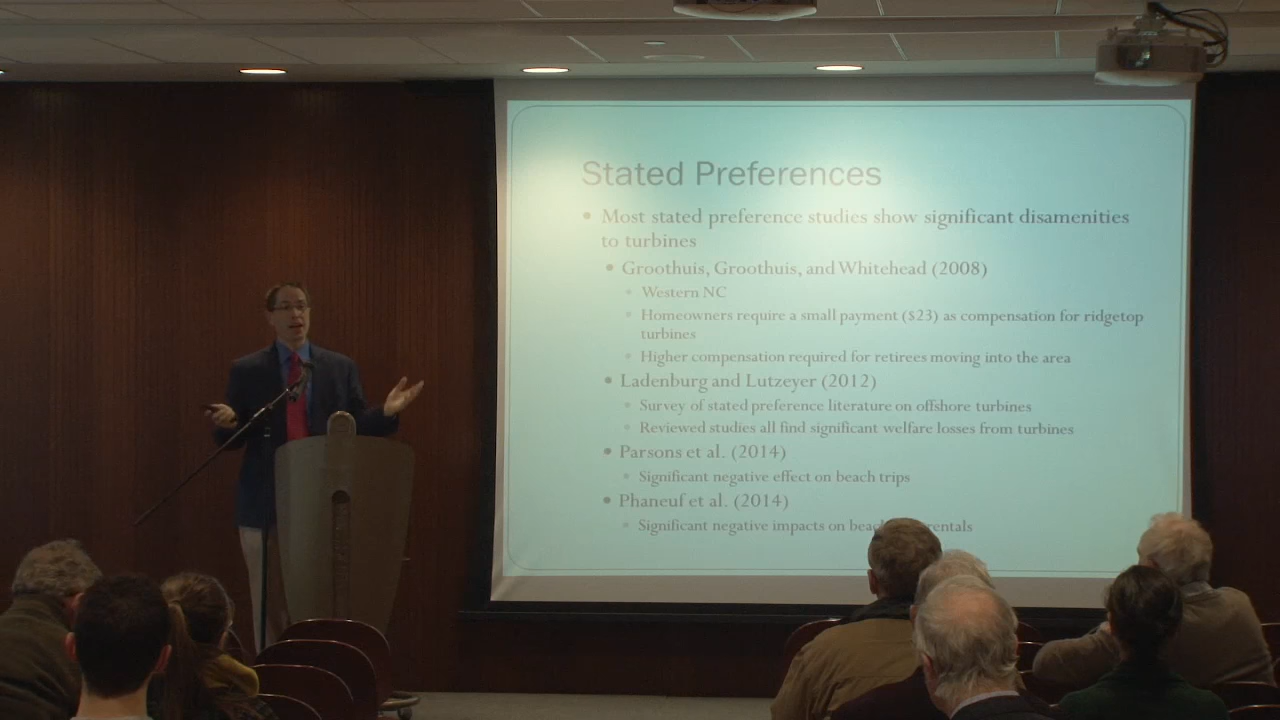 Stated Preferences
• Most stated preference studies show significant disamenities
to turbines
• Groothuis, Groothuis, and Whitehead (2008)
• Western NC
• Homeowners require a small payment ($23) as compensation for ridgetop
turbines
• Higher compensation required for retirees moving into the area
• Ladenburg and Lutzeyer (2012)
• Survey of stated preference literature on offshore turbines
• Reviewed studies all find significant welfare losses from turbines
• Parsons et al. (2014)
• Significant negative effect on beach trips
• Phaneuf et al. (2014)
• Significant negative impacts on rentals